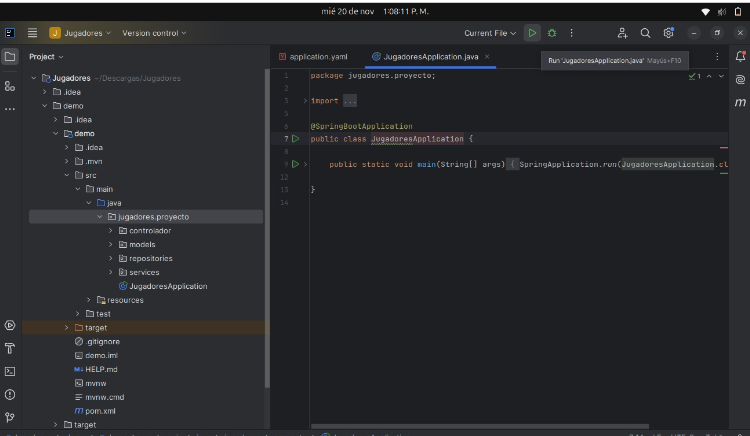 mié 20 de nov 1:08:11 P. M.
J Jugadores Version control Current File
Project
application.yaml JugadoresApplication.java
Run 'JugadoresApplication.java' Mayús+F10
Jugadores ~/Descargas/Jugadores
.idea
demo
.idea
demo
.idea
.mvn
src
main
java
jugadores.proyecto
controlador
models
repositories
services
JugadoresApplication
resources
test
target
.gitignore
demo.iml
HELP.md
mvnw
mvnw.cmd
pom.xml
target
1 package jugadores.proyecto;
1
2
3 import ...
5
6 @SpringBootApplication
7 public class JugadoresApplication {
8
9 public static void main(String[] args) { SpringApplication.run(JugadoresApplication.cl
12
13 }
14